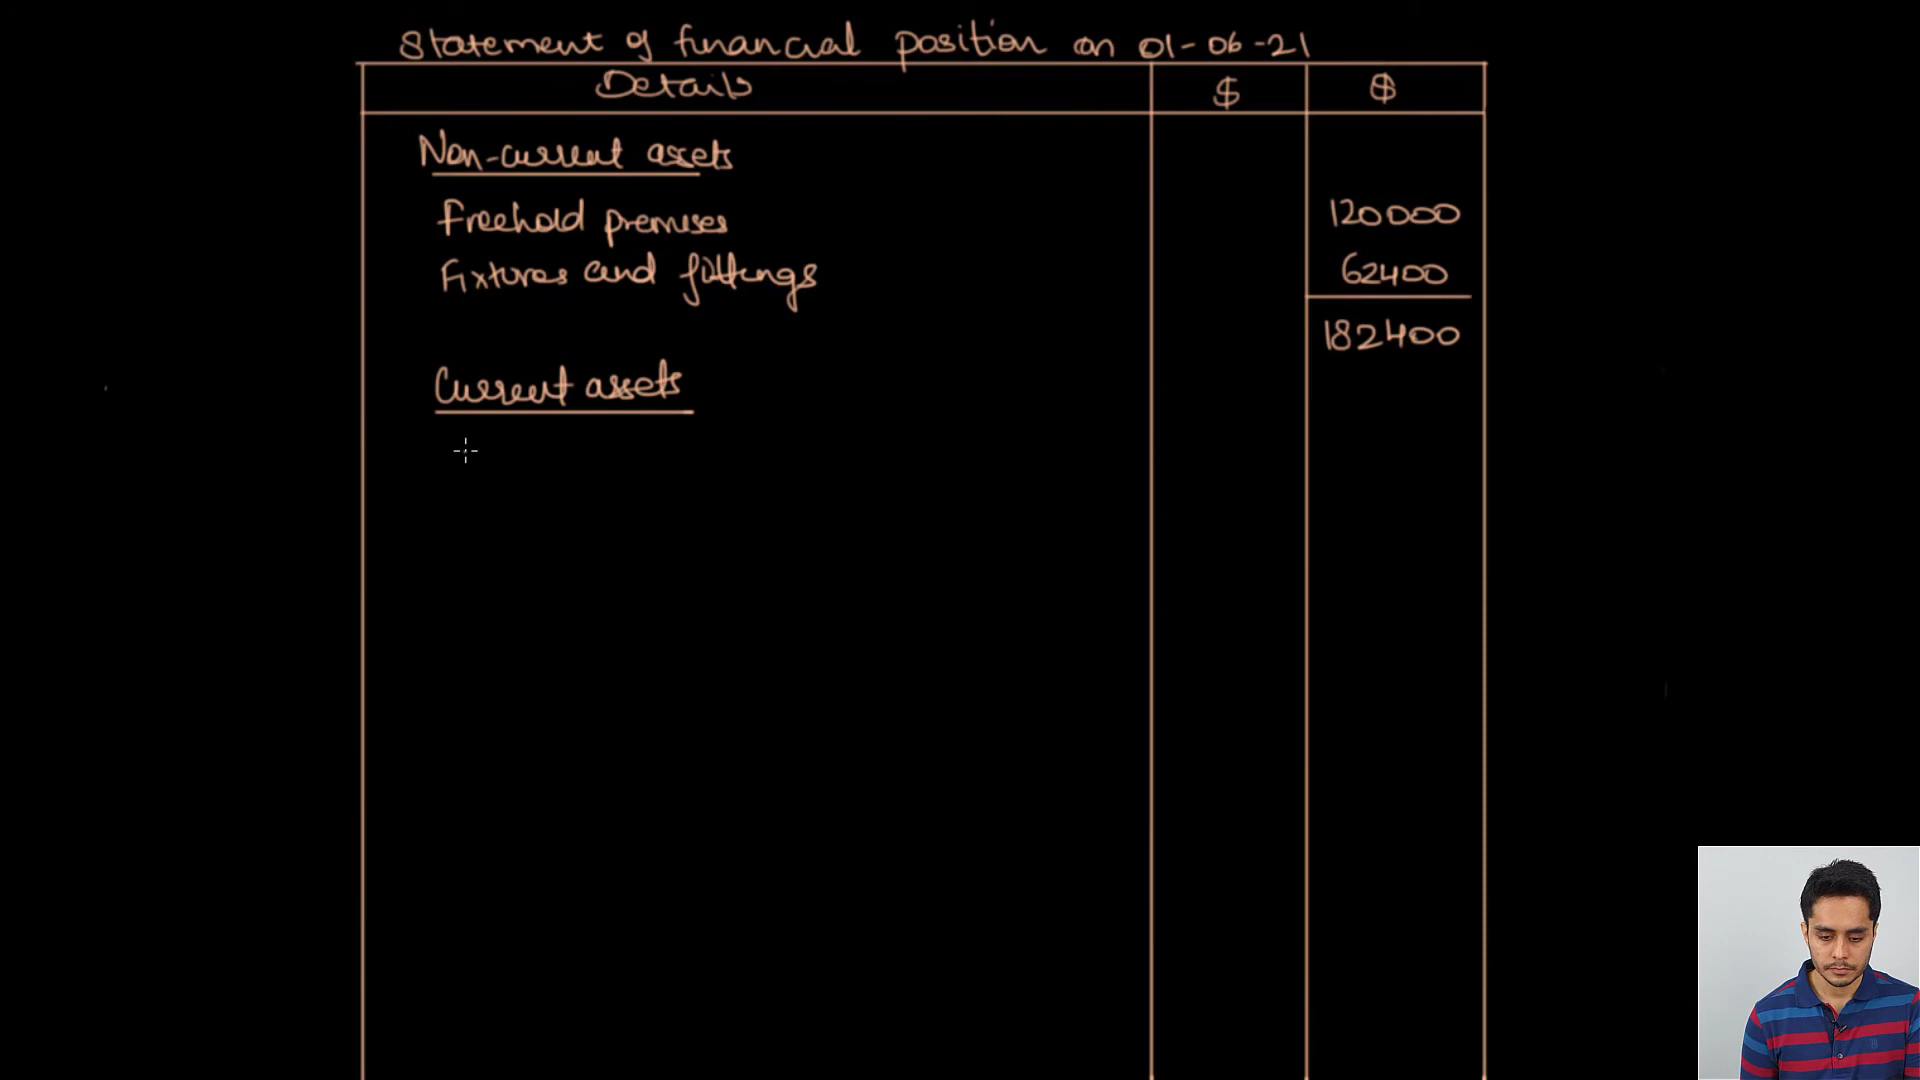 Statement of financial position on 01-06-21
Details $ $
Non-current assets
Freehold premises 120000
Fixtures and fittings 62400
182400
Current assets